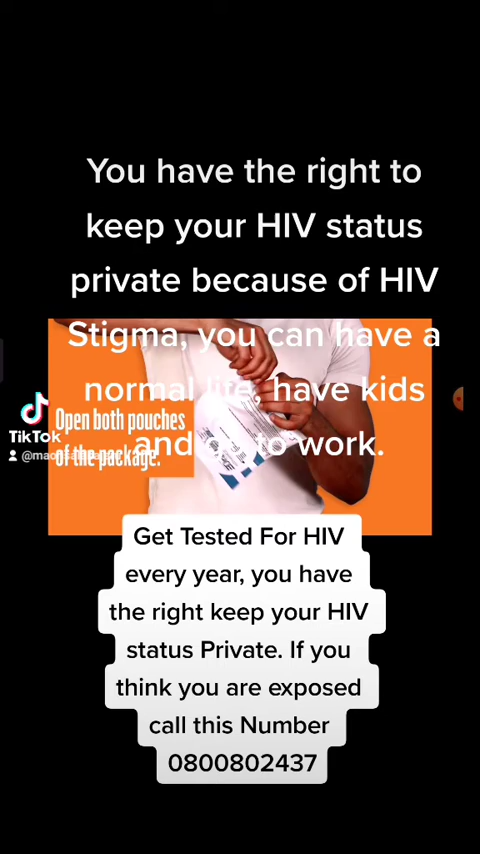 You have the right to
keep your HIV status
private because of HIV
Stigma, you can have a
normal life, have kids
and to work.
Open both pouches
of the package.
TikTok
Get Tested For HIV
every year, you have
the right keep your HIV
status Private. If you
think you are exposed
call this Number
0800802437